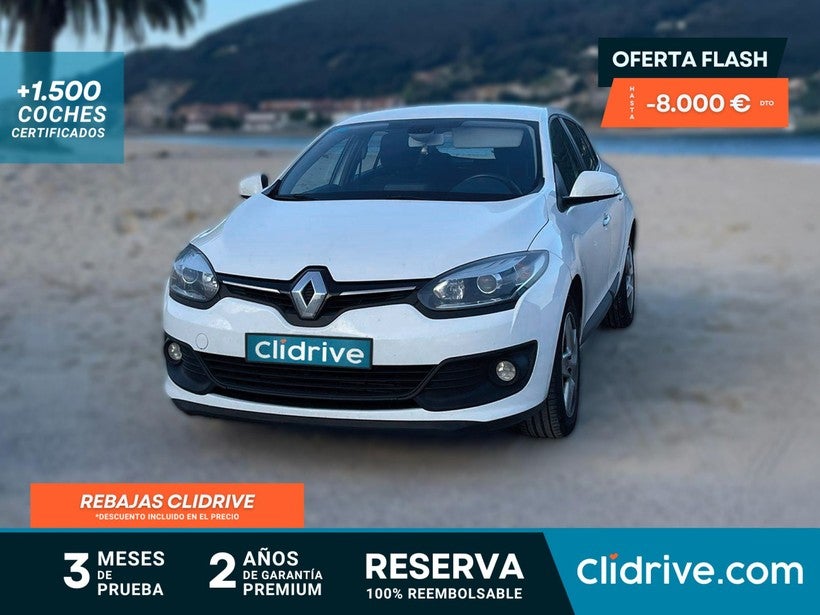 +1.500
COCHES
CERTIFICADOS
OFERTA FLASH
HASTA
-8.000 € DTO
Clidrive
REBAJAS CLIDRIVE
*DESCUENTO INCLUIDO EN EL PRECIO
3 MESES
DE
PRUEBA
2 AÑOS
DE GARANTÍA
PREMIUM
RESERVA
100% REEMBOLSABLE
Clidrive.com